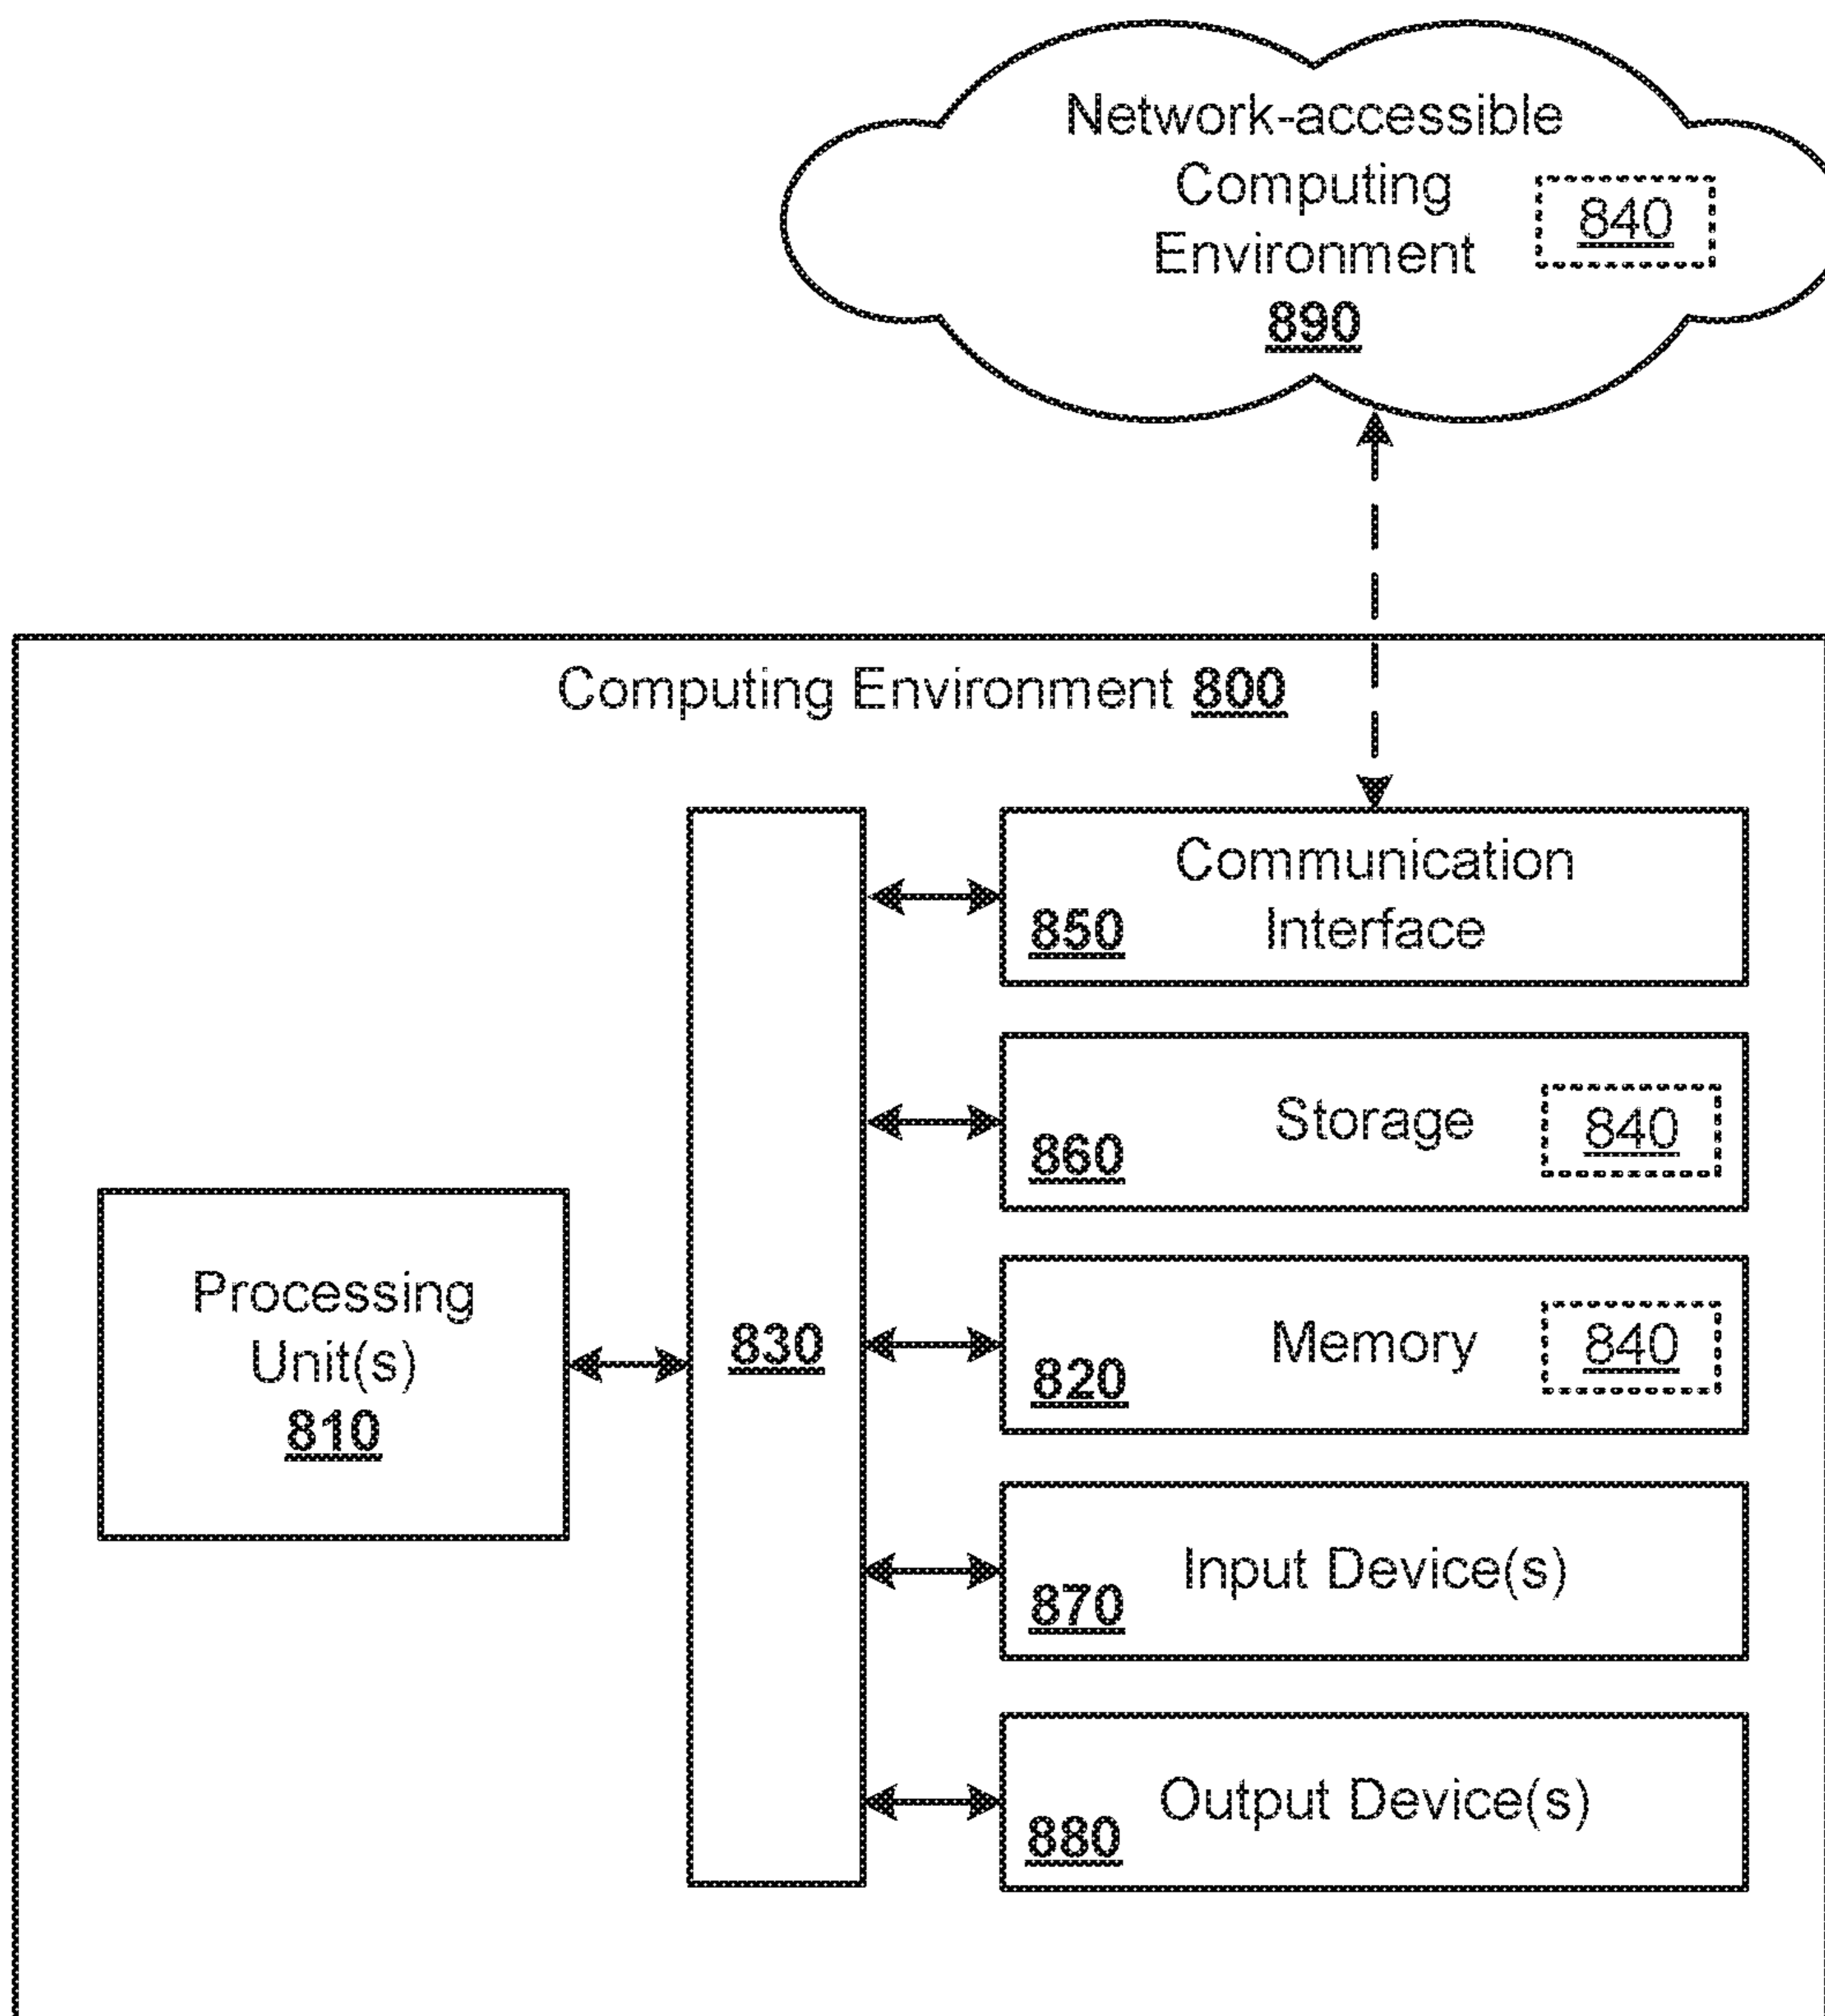 Network-accessible
Computing
Environment
840
890
Computing Environment 800
Communication
Interface
850
Storage
840
860
Processing
Unit(s)
810
830
Memory
840
820
Input Device(s)
870
Output Device(s)
880